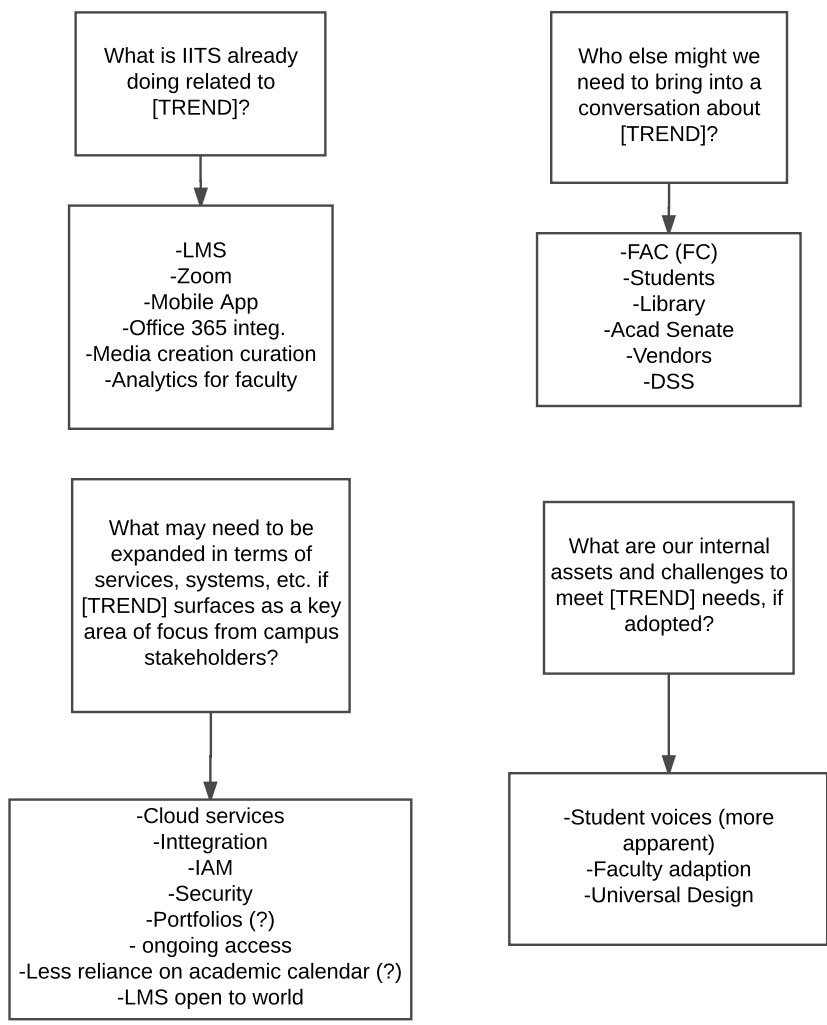 What is IITS already
doing related to
[TREND]?
-LMS
-Zoom
-Mobile App
-Office 365 integ.
-Media creation curation
-Analytics for faculty
Who else might we
need to bring into a
conversation about
[TREND]?
-FAC (FC)
-Students
-Library
-Acad Senate
-Vendors
-DSS
What may need to be
expanded in terms of
services, systems, etc. if
[TREND] surfaces as a key
area of focus from campus
stakeholders?
-Cloud services
-Inttegration
-IAM
-Security
-Portfolios (?)
- ongoing access
-Less reliance on academic calendar (?)
-LMS open to world
What are our internal
assets and challenges to
meet [TREND] needs, if
adopted?
-Student voices (more
apparent)
-Faculty adaption
-Universal Design